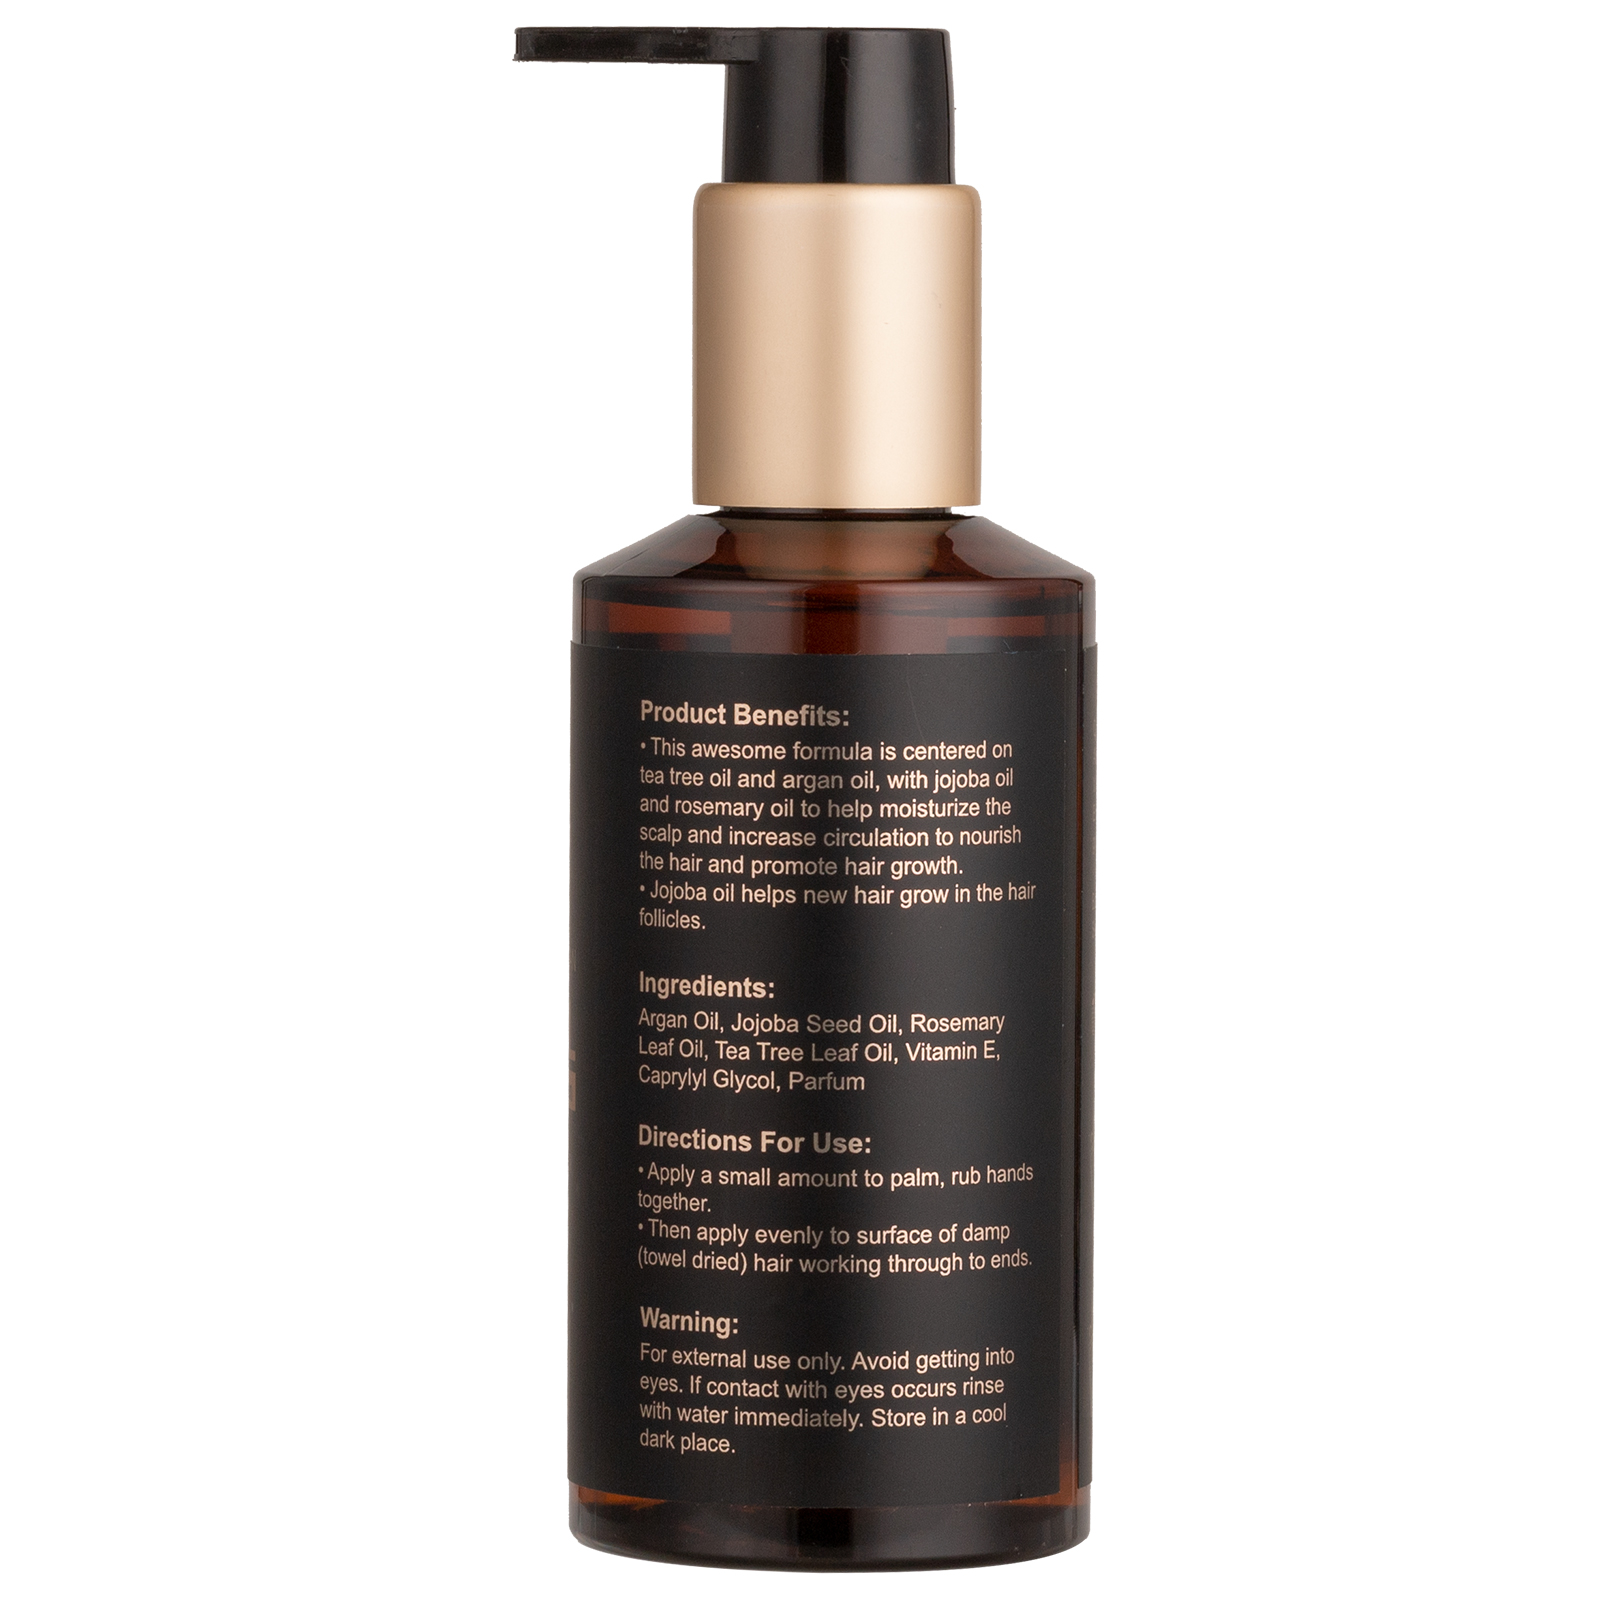 Product Benefits:
• This awesome formula is centered on
tea tree oil and argan oil, with jojoba oil
and rosemary oil to help moisturize the
scalp and increase circulation to nourish
the hair and promote hair growth.
• Jojoba oil helps new hair grow in the hair
follicles.
Ingredients:
Argan Oil, Jojoba Seed Oil, Rosemary
Leaf Oil, Tea Tree Leaf Oil, Vitamin E,
Caprylyl Glycol, Parfum
Directions For Use:
• Apply a small amount to palm, rub hands
together.
• Then apply evenly to surface of damp
(towel dried) hair working through to ends.
Warning:
For external use only. Avoid getting into
eyes. If contact with eyes occurs rinse
with water immediately. Store in a cool
dark place.